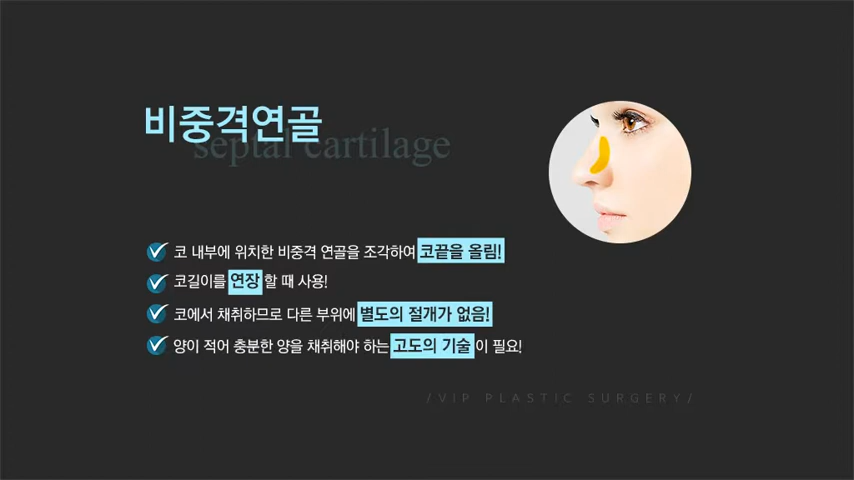 비중격연골
septal cartilage
코 내부에 위치한 비중격 연골을 조각하여 코끝을 올림!
코길이를 연장 할 때 사용!
코에서 채취하므로 다른 부위에 별도의 절개가 없음!
양이 적어 충분한 양을 채취해야 하는 고도의 기술 이 필요!
/VIP PLASTIC SURGERY/